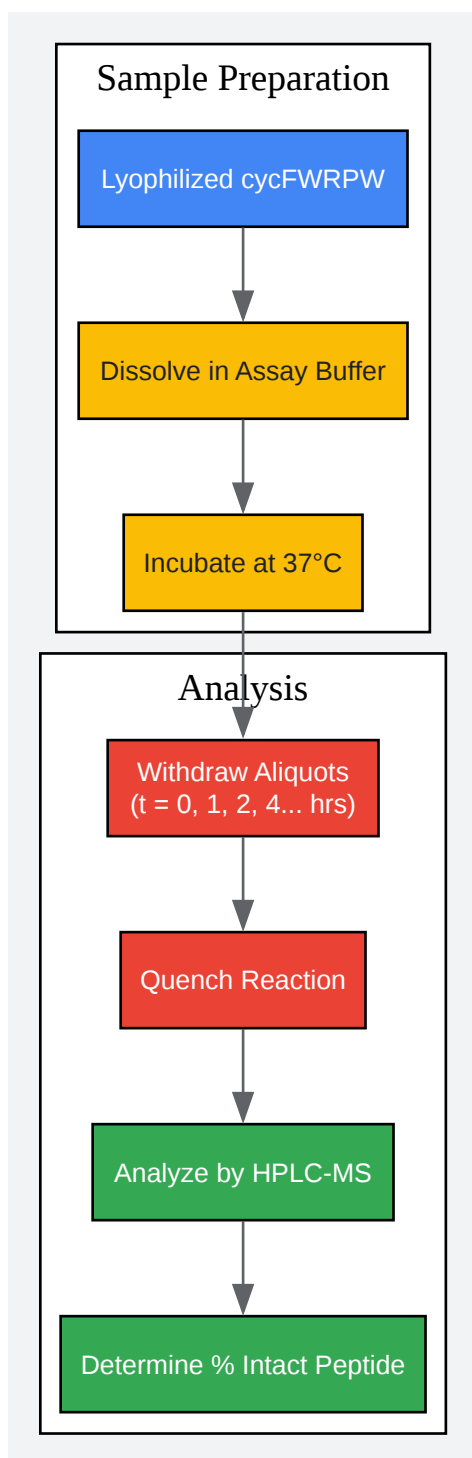 Sample Preparation
Lyophilized cycFWRPW
Dissolve in Assay Buffer
Incubate at 37°C
Analysis
Withdraw Aliquots
(t = 0, 1, 2, 4... hrs)
Quench Reaction
Analyze by HPLC-MS
Determine % Intact Peptide